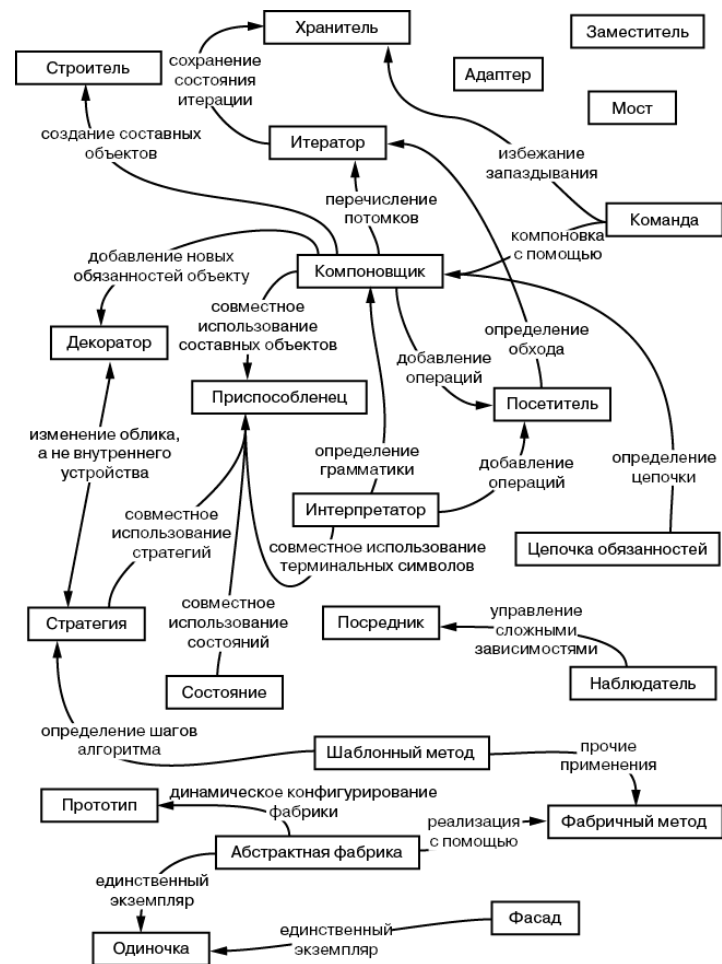 Хранитель
Заместитель
сохранение
состояния
итерации
Строитель
Адаптер
Мост
создание составных
объектов
Итератор
избежание
запаздывания
перечисление
потомков
Команда
компоновка
с помощью
добавление новых
обязанностей объекту
Компоновщик
совместное
использование
составных объектов
определение
обхода
Декоратор
добавление
операций
Приспособленец
Посетитель
изменение облика,
а не внутреннего
устройства
определение
грамматики
добавление
операций
определение
цепочки
Интерпретатор
совместное
использование
стратегий
совместное использование
терминальных символов
Цепочка обязанностей
Стратегия
совместное
использование
состояний
Посредник
управление
сложными
зависимостями
Состояние
Наблюдатель
определение шагов
алгоритма
Шаблонный метод
прочие
применения
Прототип
динамическое конфигурирование
фабрики
реализация
с помощью
Фабричный метод
Абстрактная фабрика
единственный
экземпляр
Фасад
единственный
экземпляр
Одиночка